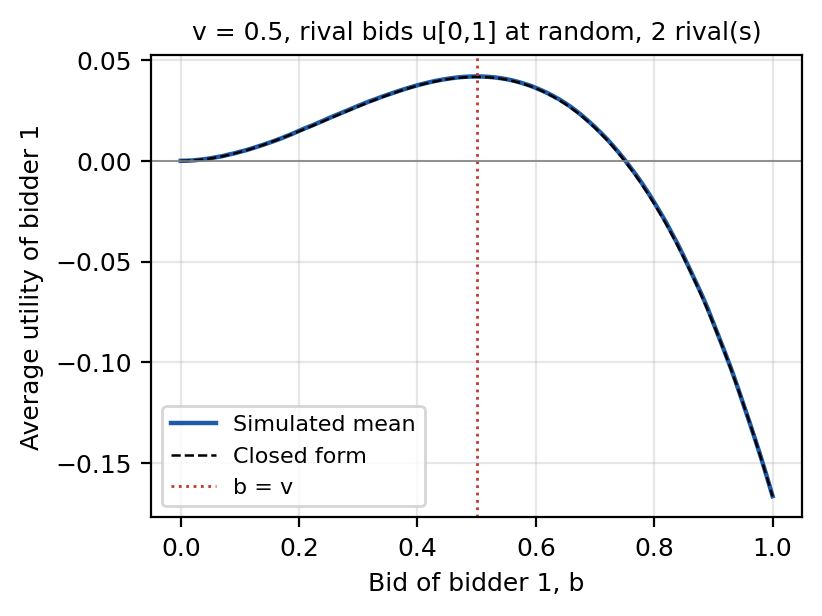 v = 0.5, rival bids u[0,1] at random, 2 rival(s)
0.05
0.00
−0.05
−0.10
−0.15
Average utility of bidder 1
Simulated mean
Closed form
b = v
0.0 0.2 0.4 0.6 0.8 1.0
Bid of bidder 1, b